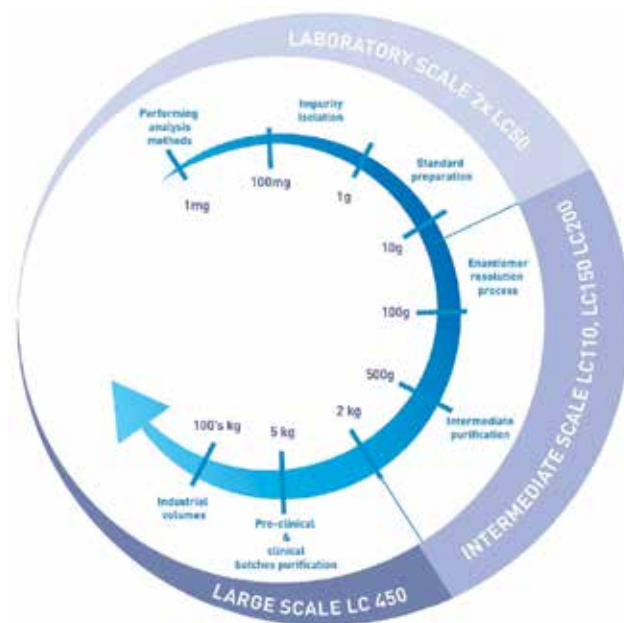 LABORATORY SCALE 2x LC50
Performing
analysis
methods
Impurity
isolation
Standard
preparation
Enantiomer
resolution
process
Intermediate
purification
Pre-clinical
&
clinical
batches purification
Industrial
volumes
1mg
100mg
1g
10g
100g
500g
2 kg
5 kg
100's kg
INTERMEDIATE SCALE LC110, LC150 LC200
LARGE SCALE LC 450